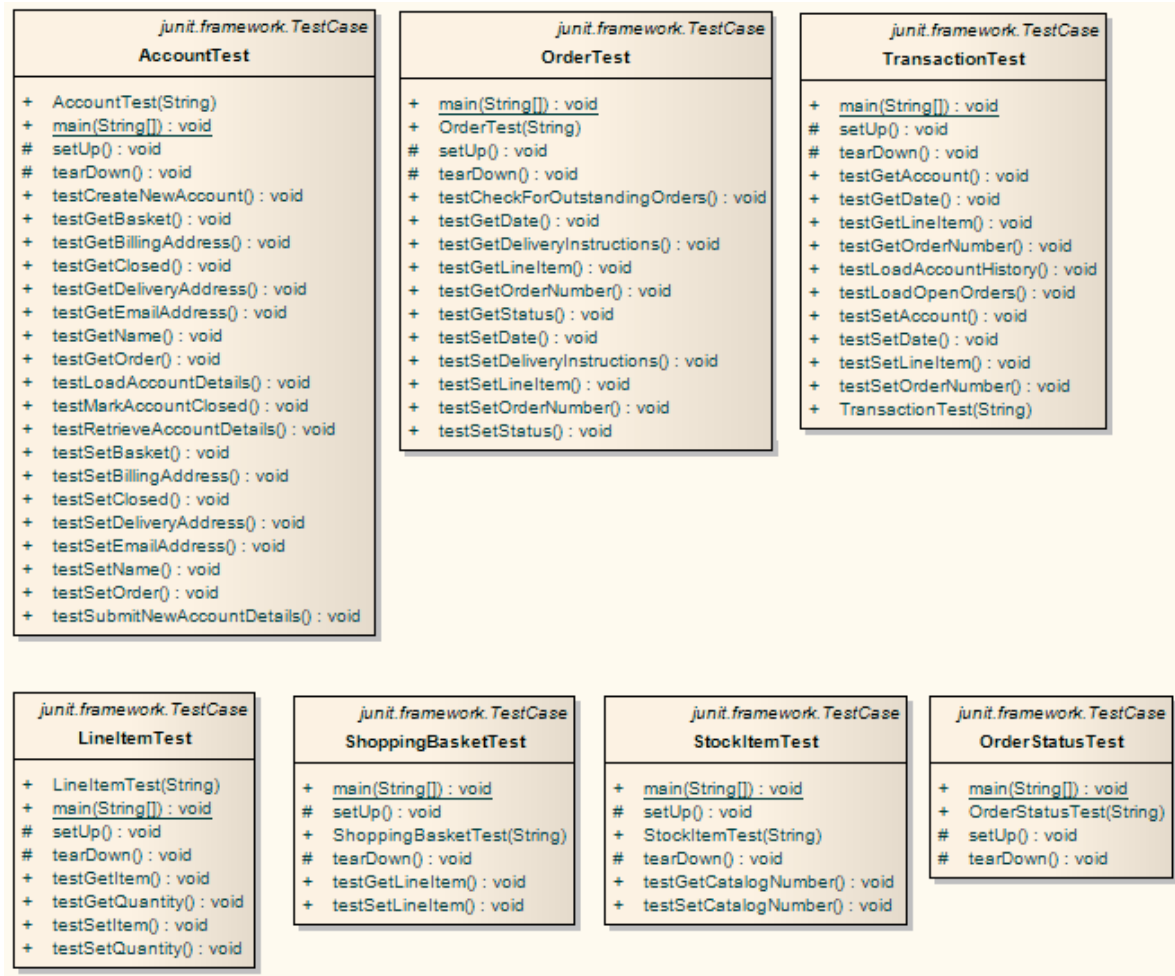 junit.framework.TestCase
AccountTest
+ AccountTest(String)
+ main(String[]) : void
# setUp() : void
# tearDown() : void
+ testCreateNewAccount() : void
+ testGetBasket() : void
+ testGetBillingAddress() : void
+ testGetClosed() : void
+ testGetDeliveryAddress() : void
+ testGetEmailAddress() : void
+ testGetName() : void
+ testGetOrder() : void
+ testLoadAccountDetails() : void
+ testMarkAccountClosed() : void
+ testRetrieveAccountDetails() : void
+ testSetBasket() : void
+ testSetBillingAddress() : void
+ testSetClosed() : void
+ testSetDeliveryAddress() : void
+ testSetEmailAddress() : void
+ testSetName() : void
+ testSetOrder() : void
+ testSubmitNewAccountDetails() : void
junit.framework.TestCase
OrderTest
+ main(String[]) : void
+ OrderTest(String)
# setUp() : void
# tearDown() : void
+ testCheckForOutstandingOrders() : void
+ testGetDate() : void
+ testGetDeliveryInstructions() : void
+ testGetLineItem() : void
+ testGetOrderNumber() : void
+ testGetStatus() : void
+ testSetDate() : void
+ testSetDeliveryInstructions() : void
+ testSetLineItem() : void
+ testSetOrderNumber() : void
+ testSetStatus() : void
junit.framework.TestCase
TransactionTest
+ main(String[]) : void
# setUp() : void
# tearDown() : void
+ testGetAccount() : void
+ testGetDate() : void
+ testGetLineItem() : void
+ testGetOrderNumber() : void
+ testLoadAccountHistory() : void
+ testLoadOpenOrders() : void
+ testSetAccount() : void
+ testSetDate() : void
+ testSetLineItem() : void
+ testSetOrderNumber() : void
+ TransactionTest(String)
junit.framework.TestCase
LineItemTest
+ LineItemTest(String)
+ main(String[]) : void
# setUp() : void
# tearDown() : void
+ testGetItem() : void
+ testGetQuantity() : void
+ testSetItem() : void
+ testSetQuantity() : void
junit.framework.TestCase
ShoppingBasketTest
+ main(String[]) : void
# setUp() : void
+ ShoppingBasketTest(String)
# tearDown() : void
+ testGetLineItem() : void
+ testSetLineItem() : void
junit.framework.TestCase
StockItemTest
+ main(String[]) : void
# setUp() : void
+ StockItemTest(String)
# tearDown() : void
+ testGetCatalogNumber() : void
+ testSetCatalogNumber() : void
junit.framework.TestCase
OrderStatusTest
+ main(String[]) : void
+ OrderStatusTest(String)
# setUp() : void
# tearDown() : void